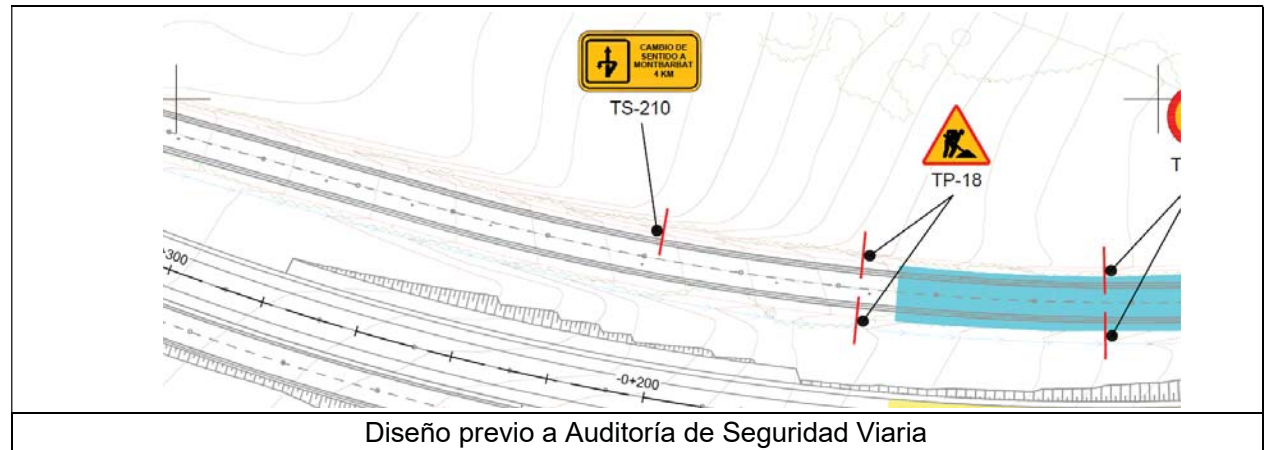 CAMBIO DE
SENTIDO A
MONTBARBAT
4 KM
TS-210
TP-18
T
+300
-0+200
Diseño previo a Auditoría de Seguridad Viaria